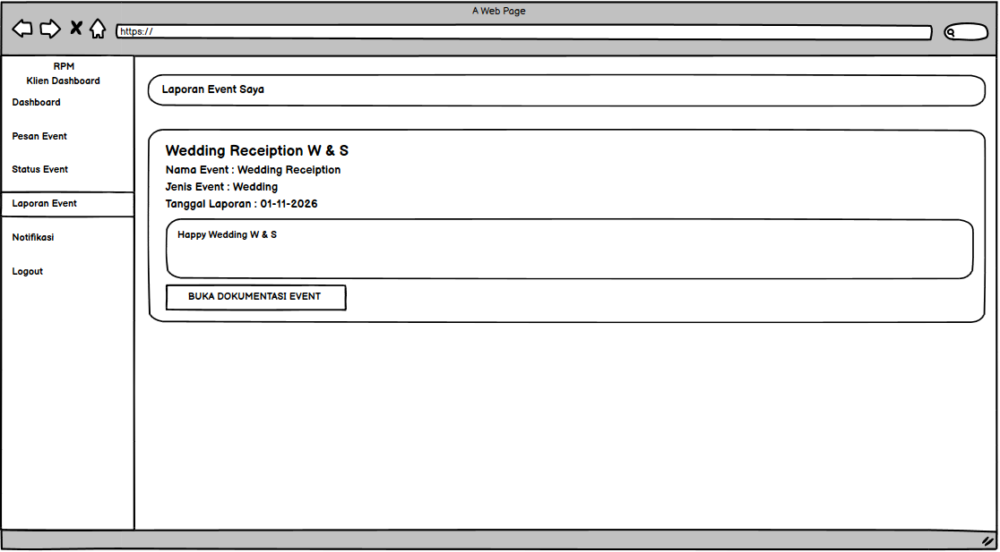 A Web Page
https://
RPM
Klien Dashboard
Dashboard
Pesan Event
Status Event
Laporan Event
Notifikasi
Logout
Laporan Event Saya
Wedding Receiption W & S
Nama Event : Wedding Receiption
Jenis Event : Wedding
Tanggal Laporan : 01-11-2026
Happy Wedding W & S
BUKA DOKUMENTASI EVENT